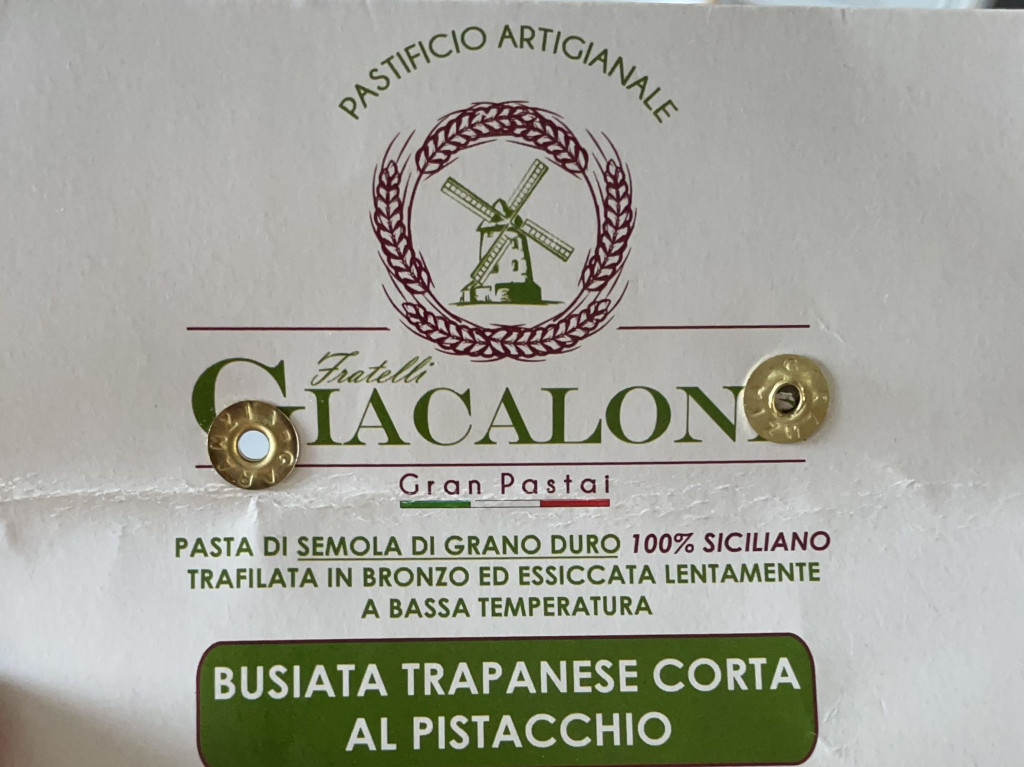 PASTIFICIO ARTIGIANALE
Fratelli
GIACALON
Gran Pastai
PASTA DI SEMOLA DI GRANO DURO 100% SICILIANO
TRAFILATA IN BRONZO ED ESSICCATA LENTAMENTE
A BASSA TEMPERATURA
BUSIATA TRAPANESE CORTA
AL PISTACCHIO